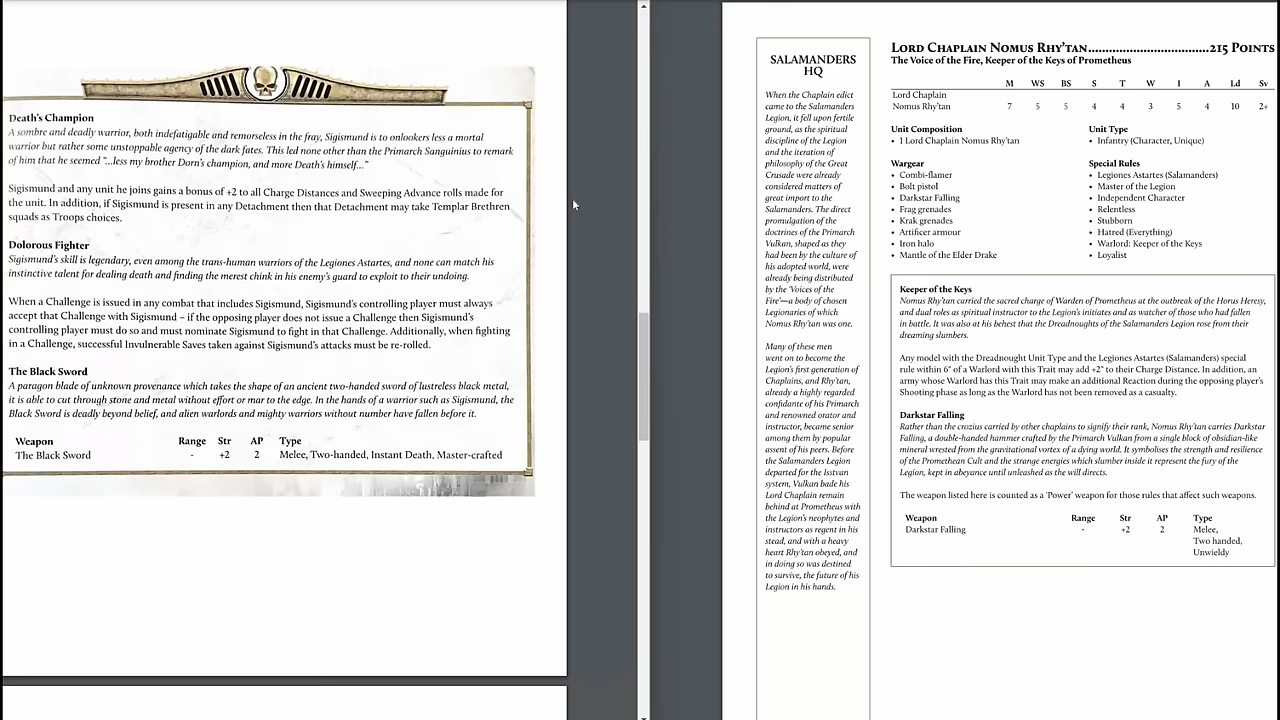 Death's Champion
A sombre and deadly warrior, both indefatigable and remorseless in the fray, Sigismund is to onlookers less a mortal
warrior but rather some unstoppable agency of the dark fates. This led none other than the Primarch Sanguinius to remark
of him that he seemed "...less my brother Dorn's champion, and more Death's himself..."
Sigismund and any unit he joins gains a bonus of +2 to all Charge Distances and Sweeping Advance rolls made for
the unit. In addition, if Sigismund is present in any Detachment then that Detachment may take Templar Brethren
squads as Troops choices.
Dolorous Fighter
Sigismund's skill is legendary, even among the trans-human warriors of the Legiones Astartes, and none can match his
instinctive talent for dealing death and finding the merest chink in his enemy's guard to exploit to their undoing.
When a Challenge is issued in any combat that includes Sigismund, Sigismund's controlling player must always
accept that Challenge with Sigismund – if the opposing player does not issue a Challenge then Sigismund's
controlling player must do so and must nominate Sigismund to fight in that Challenge. Additionally, when fighting
in a Challenge, successful Invulnerable Saves taken against Sigismund's attacks must be re-rolled.
The Black Sword
A paragon blade of unknown provenance which takes the shape of an ancient two-handed sword of lustreless black metal,
it is able to cut through stone and metal without effort or mar to the edge. In the hands of a warrior such as Sigismund, the
Black Sword is deadly beyond belief, and alien warlords and mighty warriors without number have fallen before it.
Weapon Range Str AP Type
The Black Sword - +2 2 Melee, Two-handed, Instant Death, Master-crafted
SALAMANDERS
HQ
When the Chaplain edict
came to the Salamanders
Legion, it fell upon fertile
ground, as the spiritual
discipline of the Legion
and the iteration of
philosophy of the Great
Crusade were already
considered matters of
great import to the
Salamanders. The direct
promulgation of the
doctrines of the Primarch
Vulkan, shaped as they
had been by the culture of
his adopted world, were
already being distributed
by the 'Voices of the
Fire'—a body of chosen
Legionaries of which
Nomus Rhy'tan was one.
Many of these men
went on to become the
Legion's first generation of
Chaplains, and Rhy'tan,
already a highly regarded
confidante of his Primarch
and renowned orator and
instructor, became senior
among them by popular
assent of his peers. Before
the Salamanders Legion
departed for the Isstvan
system, Vulkan bade his
Lord Chaplain remain
behind at Prometheus with
the Legion's neophytes and
instructors as regent in his
stead, and with a heavy
heart Rhy'tan obeyed, and
in doing so was destined
to survive, the future of his
Legion in his hands.
Lord Chaplain Nomus Rhy'tan..................................215 Points
The Voice of the Fire, Keeper of the Keys of Prometheus
M WS BS S T W I A Ld Sv
Lord Chaplain
Nomus Rhy'tan 7 5 5 4 4 3 5 4 10 2+
Unit Composition
• 1 Lord Chaplain Nomus Rhy'tan
Unit Type
• Infantry (Character, Unique)
Wargear
• Combi-flamer
• Bolt pistol
• Darkstar Falling
• Frag grenades
• Krak grenades
• Artificer armour
• Iron halo
• Mantle of the Elder Drake
Special Rules
• Legiones Astartes (Salamanders)
• Master of the Legion
• Independent Character
• Relentless
• Stubborn
• Hatred (Everything)
• Warlord: Keeper of the Keys
• Loyalist
Keeper of the Keys
Nomus Rhy'tan carried the sacred charge of Warden of Prometheus at the outbreak of the Horus Heresy,
and dual roles as spiritual instructor to the Legion's initiates and as watcher of those who had fallen
in battle. It was also at his behest that the Dreadnoughts of the Salamanders Legion rose from their
dreaming slumbers.
Any model with the Dreadnought Unit Type and the Legiones Astartes (Salamanders) special
rule within 6" of a Warlord with this Trait may add +2" to their Charge Distance. In addition, an
army whose Warlord has this Trait may make an additional Reaction during the opposing player's
Shooting phase as long as the Warlord has not been removed as a casualty.
Darkstar Falling
Rather than the crozius carried by other chaplains to signify their rank, Nomus Rhy'tan carries Darkstar
Falling, a double-handed hammer crafted by the Primarch Vulkan from a single block of obsidian-like
mineral wrested from the gravitational vortex of a dying world. It symbolises the strength and resilience
of the Promethean Cult and the strange energies which slumber inside it represent the fury of the
Legion, kept in abeyance until unleashed as the will directs.
The weapon listed here is counted as a 'Power' weapon for those rules that affect such weapons.
Weapon Range Str AP Type
Darkstar Falling - +2 2 Melee,
Two handed,
Unwieldy